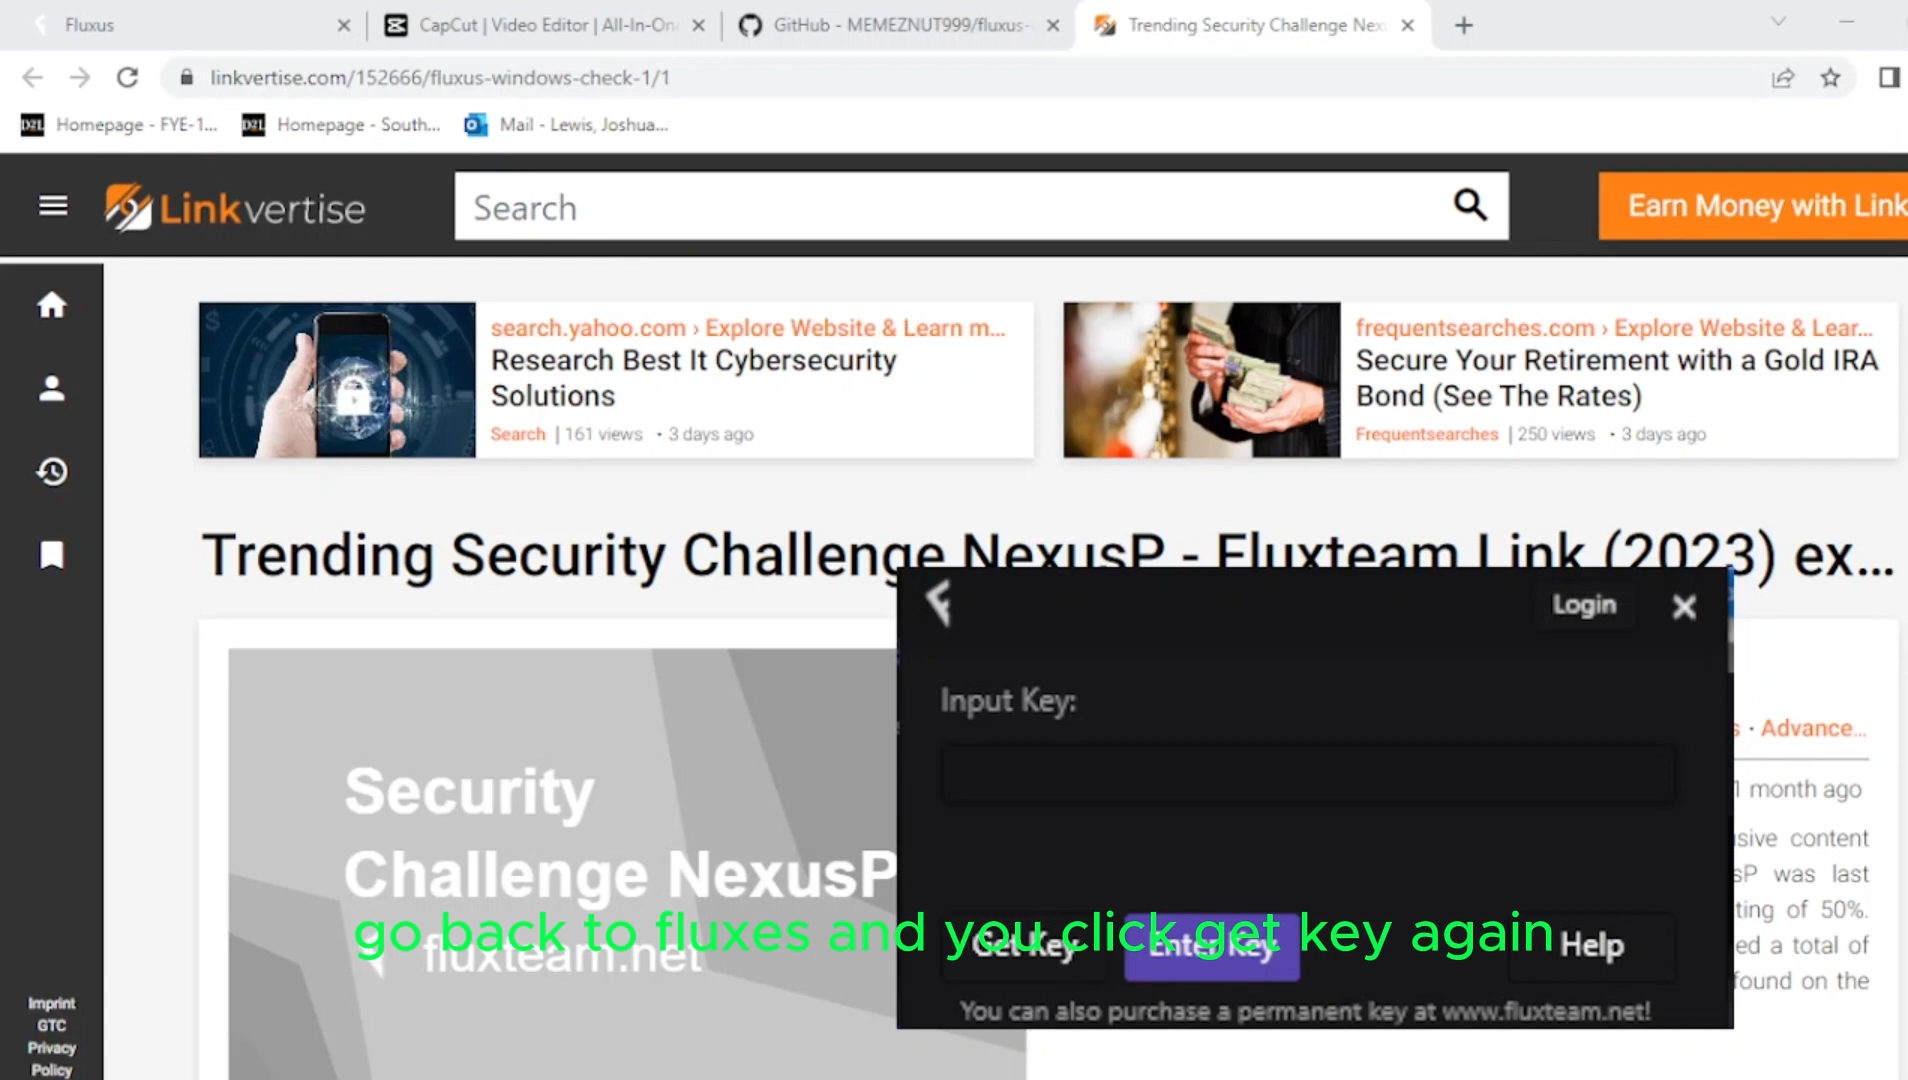 Fluxus
CapCut | Video Editor | All-In-On
GitHub - MEMEZNUT999/fluxus-
Trending Security Challenge Nex
linkvertise.com/152666/fluxus-windows-check-1/1
D2L Homepage - FYE-1...
D2L Homepage - South...
Mail - Lewis, Joshua...
Linkvertise
Search
Earn Money with Link
search.yahoo.com › Explore Website & Learn m...
Research Best It Cybersecurity
Solutions
Search | 161 views • 3 days ago
frequentsearches.com › Explore Website & Lear...
Secure Your Retirement with a Gold IRA
Bond (See The Rates)
Frequentsearches | 250 views • 3 days ago
Trending Security Challenge NexusP - Fluxteam Link (2023) ex...
Login
Input Key:
Security
Challenge NexusP
fluxteam.net
Get Key
Enter Key
Help
You can also purchase a permanent key at www.fluxteam.net!
go back to fluxes and you click get key again
s · Advance...
1 month ago
sive content
sP was last
ting of 50%.
ed a total of
found on the
Imprint
GTC
Privacy
Policy